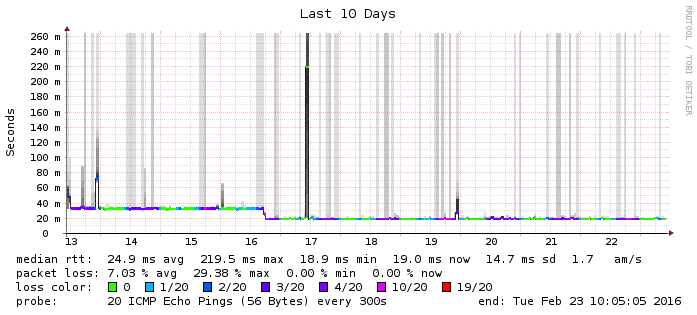 Last 10 Days
RRDTOOL / TOBI OETIKER
Seconds
260 m
240 m
220 m
200 m
180 m
160 m
140 m
120 m
100 m
80 m
60 m
40 m
20 m
0
13 14 15 16 17 18 19 20 21 22
median rtt: 24.9 ms avg 219.5 ms max 18.9 ms min 19.0 ms now 14.7 ms sd 1.7 am/s
packet loss: 7.03 % avg 29.38 % max 0.00 % min 0.00 % now
loss color: 0 1/20 2/20 3/20 4/20 10/20 19/20
probe: 20 ICMP Echo Pings (56 Bytes) every 300s end: Tue Feb 23 10:05:05 2016